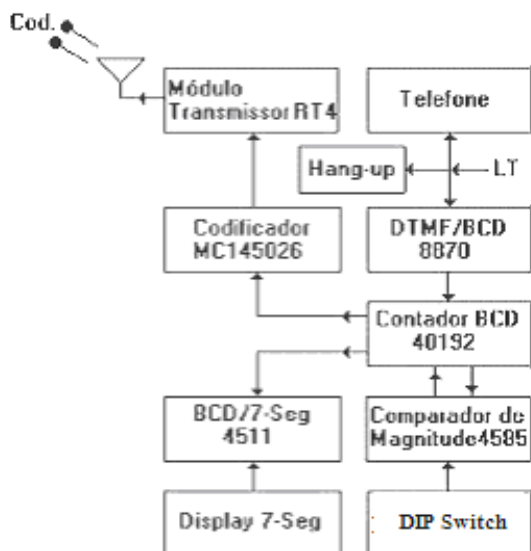 Cod.
Módulo
Transmissor RT4
Telefone
Hang-up
LT
Codificador
MC145026
DTMF/BCD
8870
Contador BCD
40192
BCD/7-Seg
4511
Comparador de
Magnitude4585
Display 7-Seg
DIP Switch